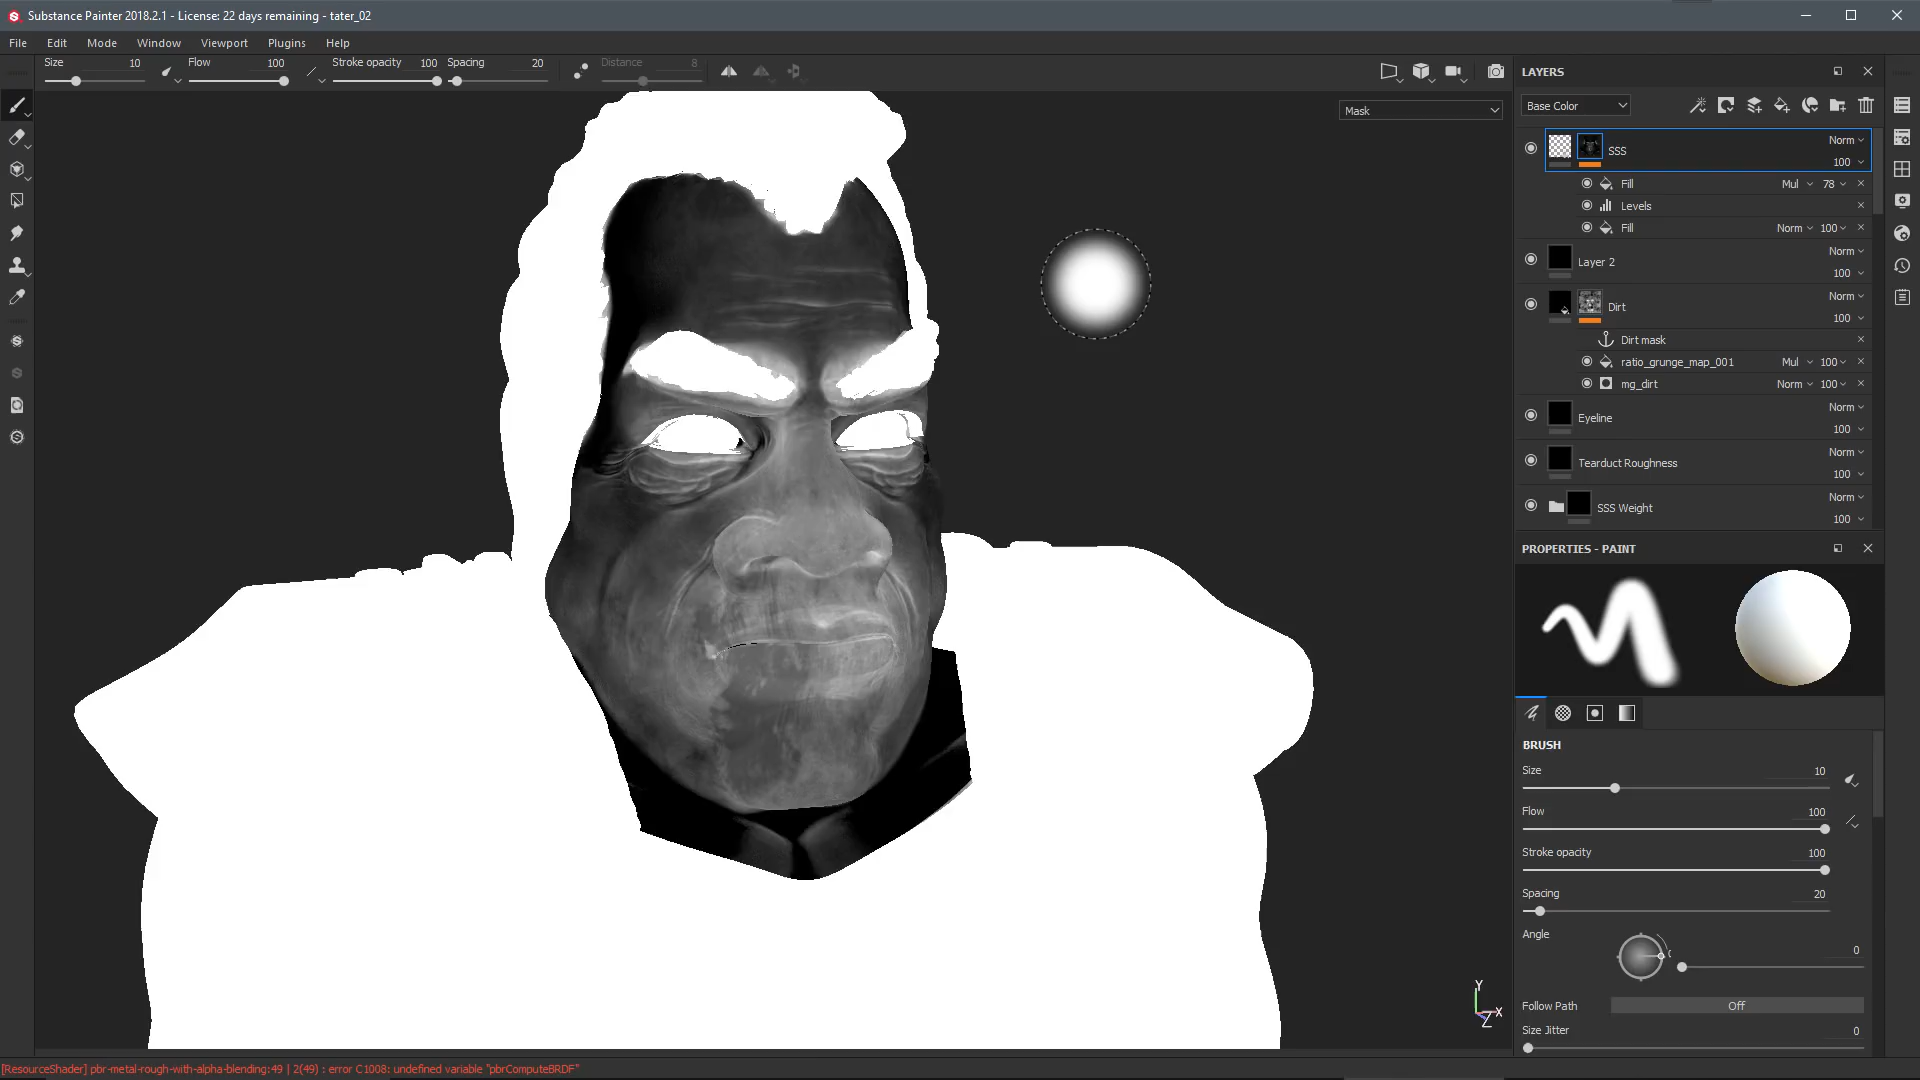 Substance Painter 2018.2.1 - License: 22 days remaining - tater_02
File Edit Mode Window Viewport Plugins Help
Size 10 Flow 100 Stroke opacity 100 Spacing 20 Distance 8
Mask
LAYERS
Base Color
SSS Norm
100
Fill Mul 78
Levels
Fill Norm 100
Layer 2 Norm
100
Dirt Norm
100
Dirt mask
ratio_grunge_map_001 Mul 100
mg_dirt Norm 100
Eyeline Norm
100
Tearduct Roughness Norm
100
SSS Weight Norm
100
PROPERTIES - PAINT
BRUSH
Size 10
Flow 100
Stroke opacity 100
Spacing 20
Angle 0
Follow Path Off
Size Jitter 0
Y
X
Z
[ResourceShader] pbr-metal-rough-with-alpha-blending:49 | 2(49) : error C1008: undefined variable "pbrComputeBRDF"